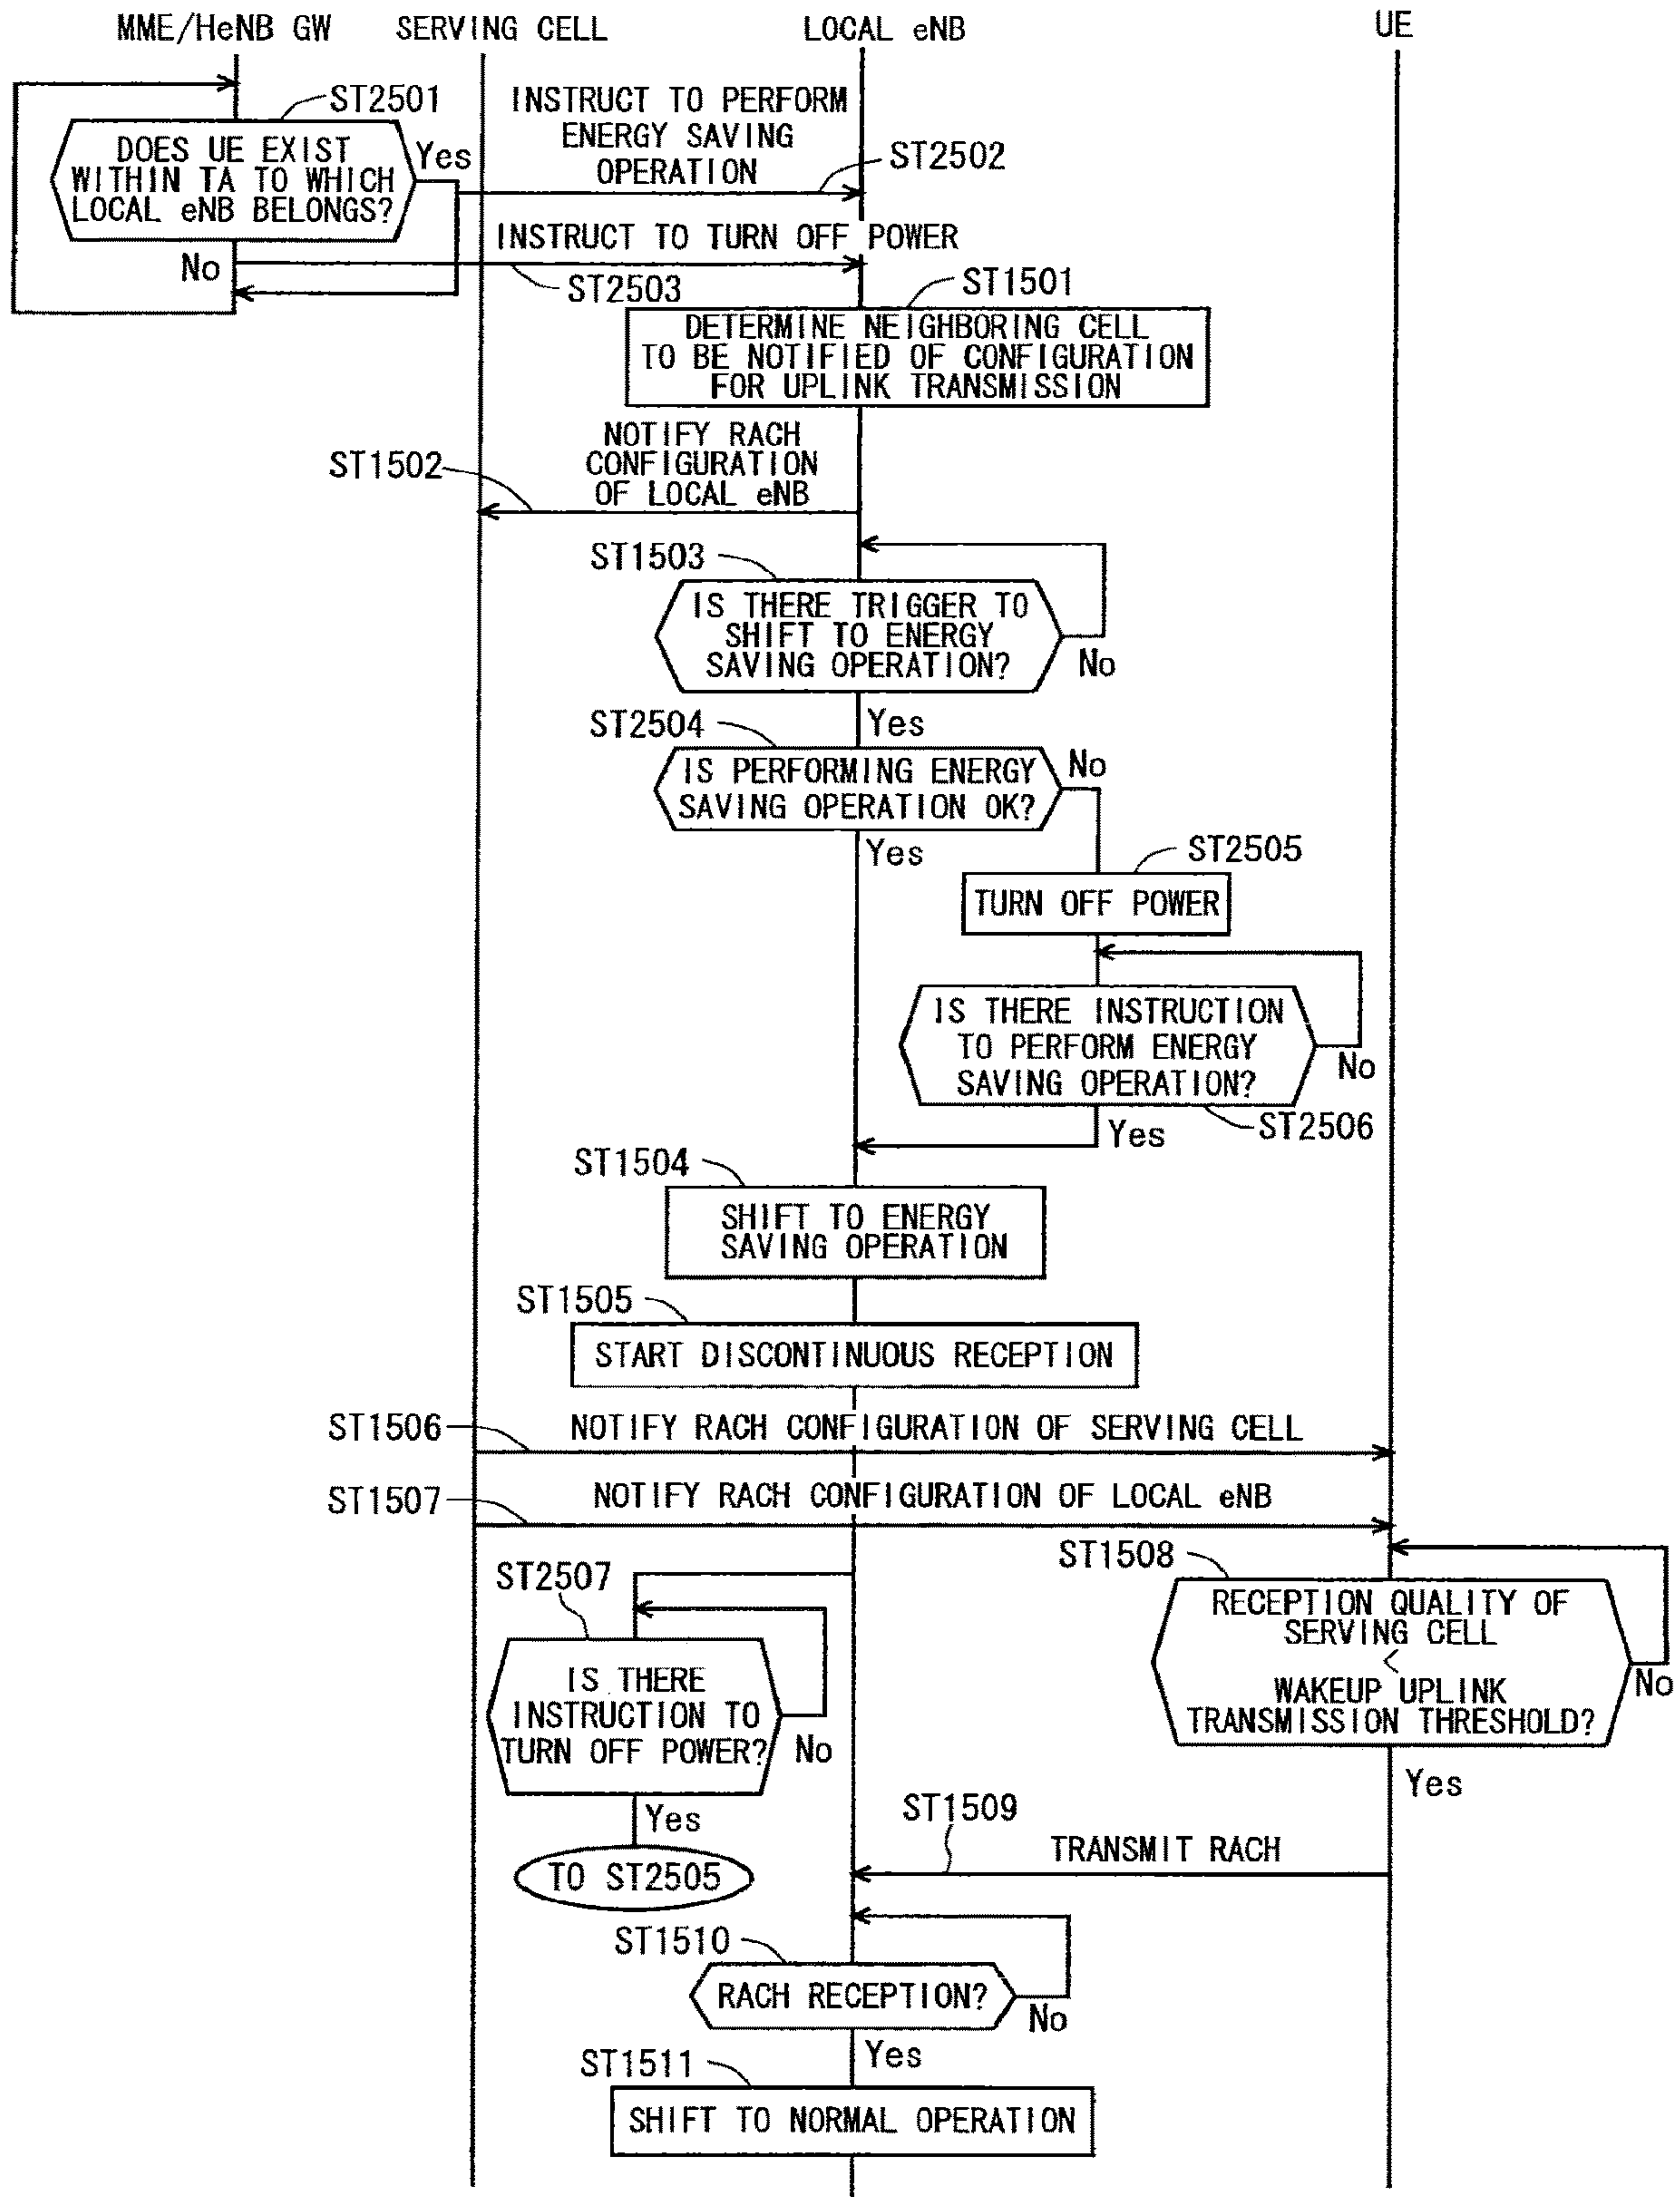 MME/HeNB GW
SERVING CELL
LOCAL eNB
UE
ST2501
DOES UE EXIST
WITHIN TA TO WHICH
LOCAL eNB BELONGS?
Yes
No
INSTRUCT TO PERFORM
ENERGY SAVING
OPERATION
ST2502
INSTRUCT TO TURN OFF POWER
ST2503
ST1501
DETERMINE NEIGHBORING CELL
TO BE NOTIFIED OF CONFIGURATION
FOR UPLINK TRANSMISSION
NOTIFY RACH
CONFIGURATION
OF LOCAL eNB
ST1502
ST1503
IS THERE TRIGGER TO
SHIFT TO ENERGY
SAVING OPERATION?
No
Yes
ST2504
IS PERFORMING ENERGY
SAVING OPERATION OK?
No
Yes
ST2505
TURN OFF POWER
IS THERE INSTRUCTION
TO PERFORM ENERGY
SAVING OPERATION?
No
Yes
ST2506
ST1504
SHIFT TO ENERGY
SAVING OPERATION
ST1505
START DISCONTINUOUS RECEPTION
ST1506
NOTIFY RACH CONFIGURATION OF SERVING CELL
ST1507
NOTIFY RACH CONFIGURATION OF LOCAL eNB
ST1508
RECEPTION QUALITY OF
SERVING CELL
<
WAKEUP UPLINK
TRANSMISSION THRESHOLD?
No
Yes
ST2507
IS THERE
INSTRUCTION TO
TURN OFF POWER?
No
Yes
TO ST2505
ST1509
TRANSMIT RACH
ST1510
RACH RECEPTION?
No
Yes
ST1511
SHIFT TO NORMAL OPERATION